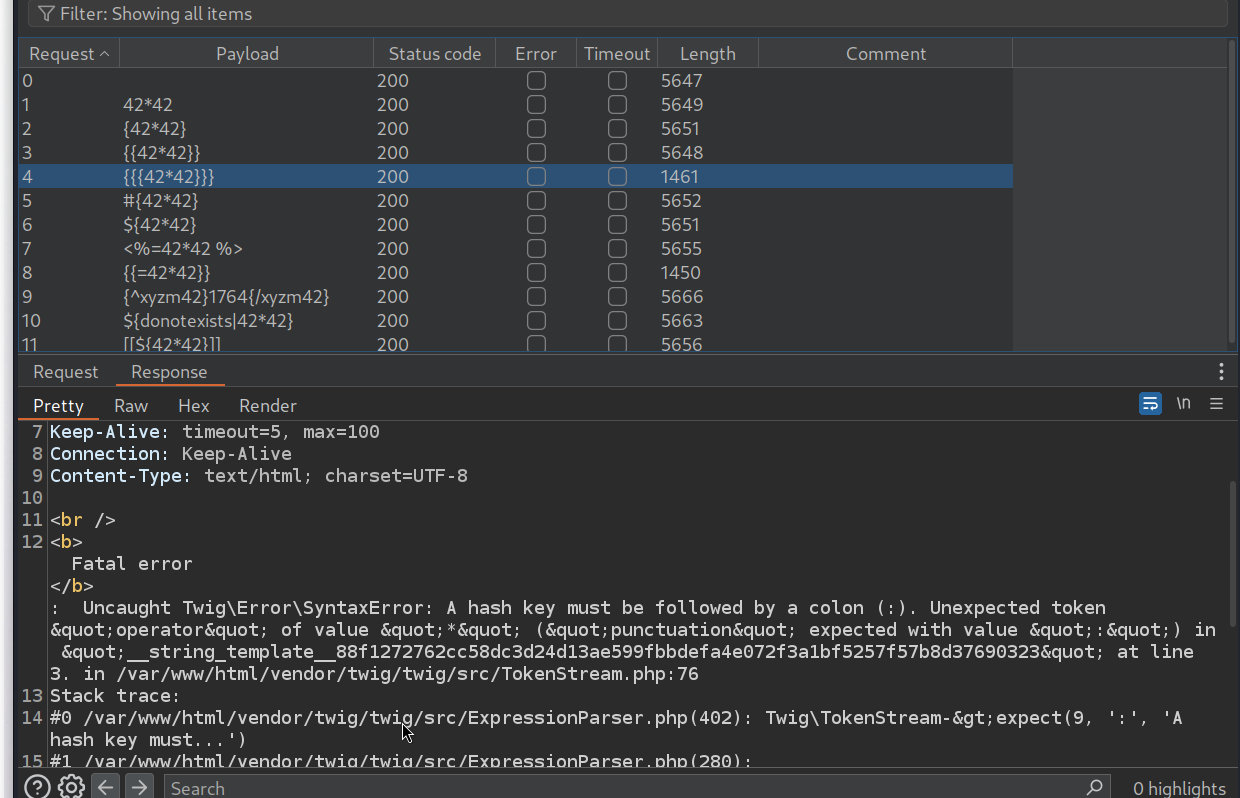 Filter: Showing all items
Request Payload Status code Error Timeout Length Comment
0 200 5647
1 42*42 200 5649
2 {42*42} 200 5651
3 {{42*42}} 200 5648
4 {{{42*42}}} 200 1461
5 #{42*42} 200 5652
6 ${42*42} 200 5651
7 <%=42*42 %> 200 5655
8 {{=42*42}} 200 1450
9 {^xyzm42}1764{/xyzm42} 200 5666
10 ${donotexists|42*42} 200 5663
11 [[${42*42}]] 200 5656
Request Response
Pretty Raw Hex Render \n
7 Keep-Alive: timeout=5, max=100
8 Connection: Keep-Alive
9 Content-Type: text/html; charset=UTF-8
10
11 <br />
12 <b>
Fatal error
</b>
:  Uncaught Twig\Error\SyntaxError: A hash key must be followed by a colon (:). Unexpected token
&quot;operator&quot; of value &quot;*&quot; (&quot;punctuation&quot; expected with value &quot;:&quot;) in
&quot;__string_template__88f1272762cc58dc3d24d13ae599fbbdefa4e072f3a1bf5257f57b8d37690323&quot; at line
3. in /var/www/html/vendor/twig/twig/src/TokenStream.php:76
13 Stack trace:
14 #0 /var/www/html/vendor/twig/twig/src/ExpressionParser.php(402): Twig\TokenStream-&gt;expect(9, ':', 'A
hash key must...')
15 #1 /var/www/html/vendor/twig/twig/src/ExpressionParser.php(280):
Search 0 highlights